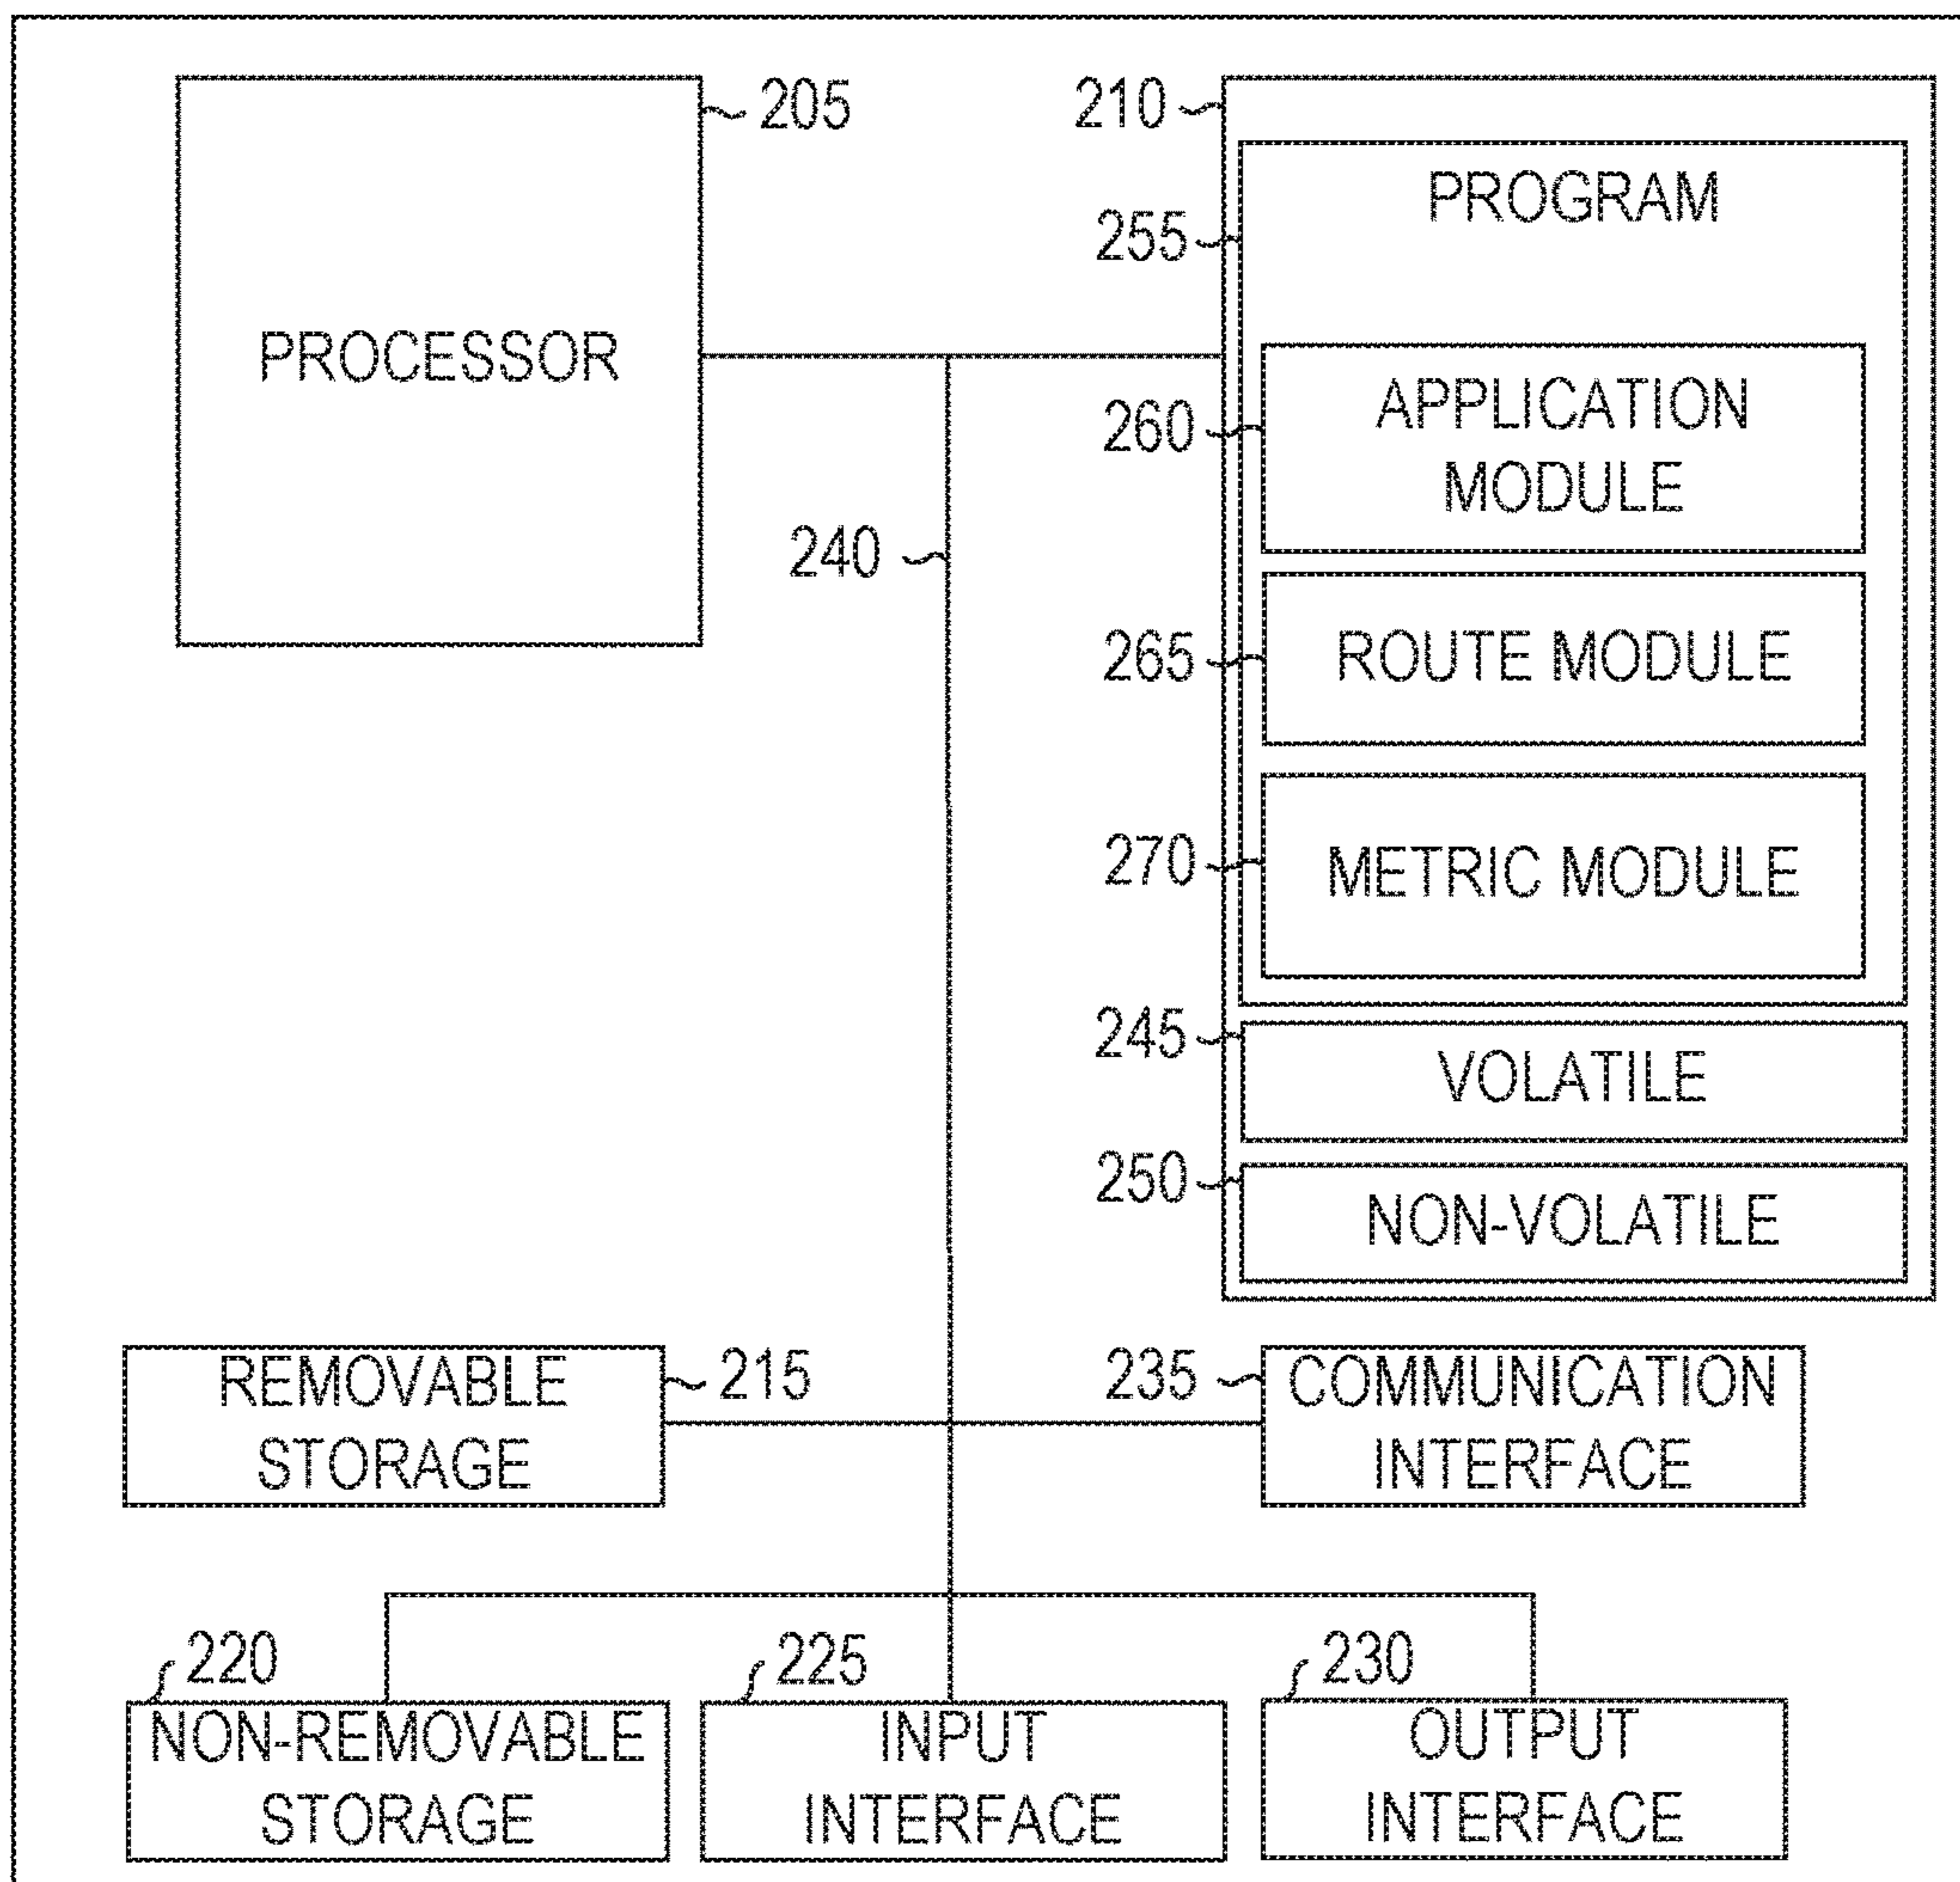 PROCESSOR
205
210
255
PROGRAM
260
APPLICATION
MODULE
240
265
ROUTE MODULE
270
METRIC MODULE
245
VOLATILE
250
NON-VOLATILE
REMOVABLE
STORAGE
215
235
COMMUNICATION
INTERFACE
220
NON-REMOVABLE
STORAGE
225
INPUT
INTERFACE
230
OUTPUT
INTERFACE